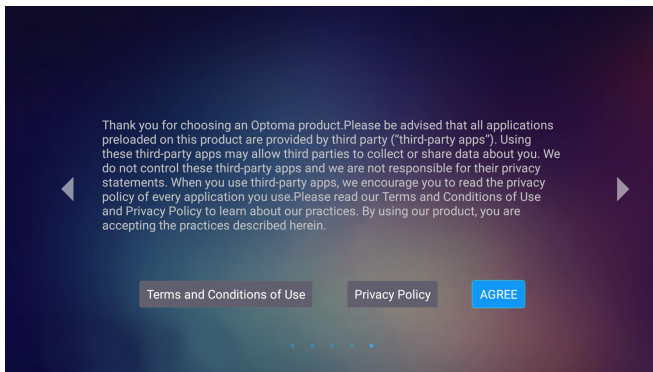 Thank you for choosing an Optoma product.Please be advised that all applications
preloaded on this product are provided by third party (“third-party apps”). Using
these third-party apps may allow third parties to collect or share data about you. We
do not control these third-party apps and we are not responsible for their privacy
statements. When you use third-party apps, we encourage you to read the privacy
policy of every application you use.Please read our Terms and Conditions of Use
and Privacy Policy to learn about our practices. By using our product, you are
accepting the practices described herein.
Terms and Conditions of Use Privacy Policy AGREE